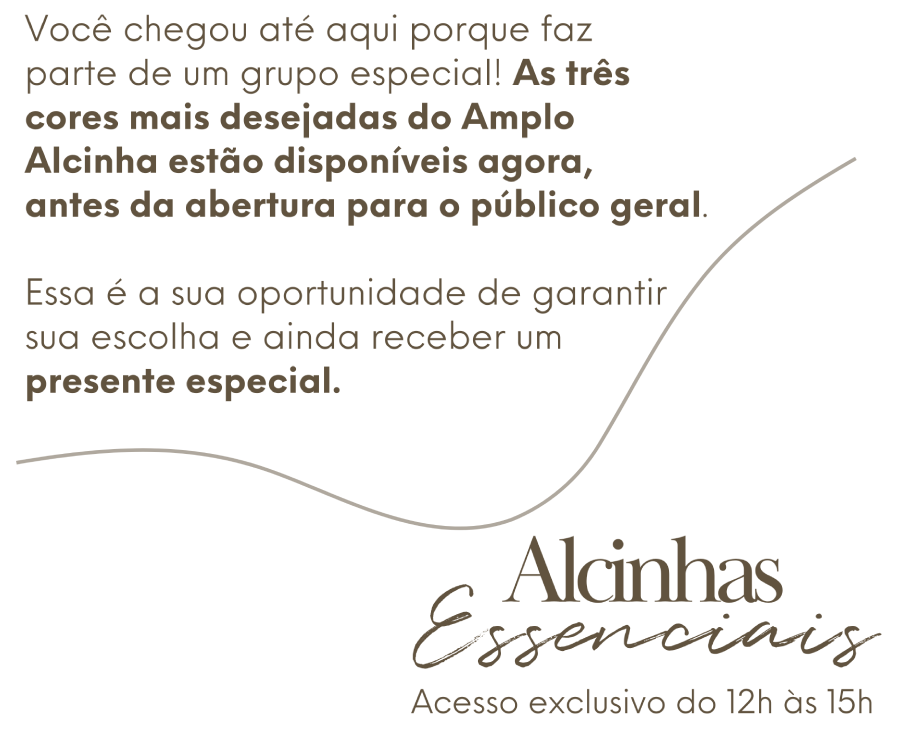 Você chegou até aqui porque faz
parte de um grupo especial! As três
cores mais desejadas do Amplo
Alcinha estão disponíveis agora,
antes da abertura para o público geral.
Essa é a sua oportunidade de garantir
sua escolha e ainda receber um
presente especial.
Alcinhas
Essenciais
Acesso exclusivo do 12h às 15h